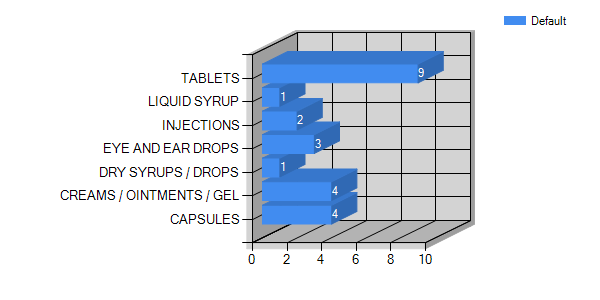 Default
TABLETS
9
LIQUID SYRUP
1
INJECTIONS
2
EYE AND EAR DROPS
3
DRY SYRUPS / DROPS
1
CREAMS / OINTMENTS / GEL
4
CAPSULES
4
0 2 4 6 8 10